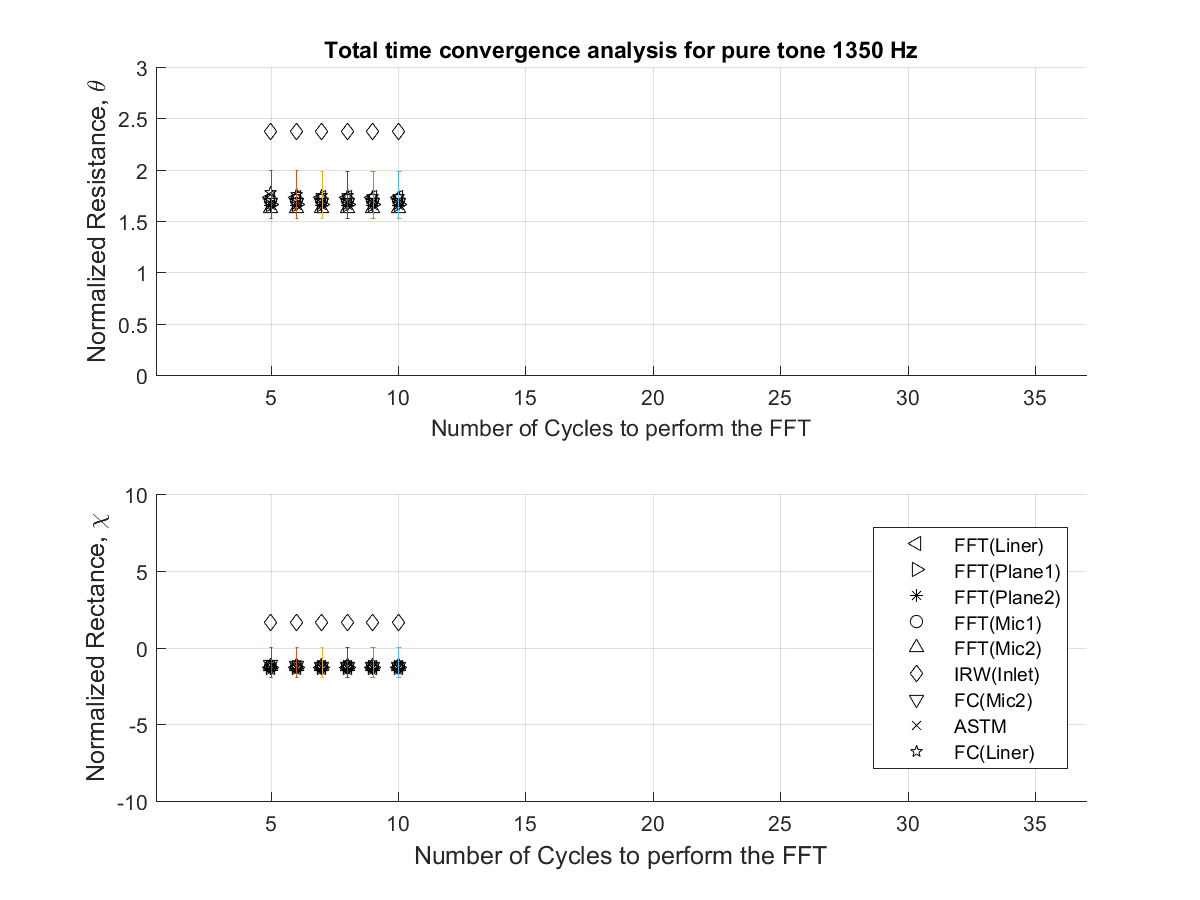 Total time convergence analysis for pure tone 1350 Hz
Normalized Resistance, θ
3
2.5
2
1.5
1
0.5
0
5 10 15 20 25 30 35
Number of Cycles to perform the FFT
Normalized Rectance, χ
10
5
0
-5
-10
FFT(Liner)
FFT(Plane1)
FFT(Plane2)
FFT(Mic1)
FFT(Mic2)
IRW(Inlet)
FC(Mic2)
ASTM
FC(Liner)
5 10 15 20 25 30 35
Number of Cycles to perform the FFT